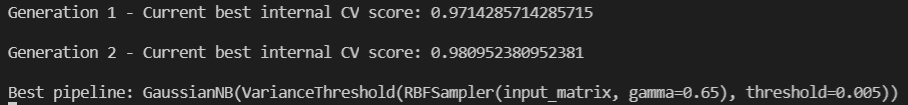 Generation 1 - Current best internal CV score: 0.9714285714285715
Generation 2 - Current best internal CV score: 0.980952380952381
Best pipeline: GaussianNB(VarianceThreshold(RBFSampler(input_matrix, gamma=0.65), threshold=0.005))